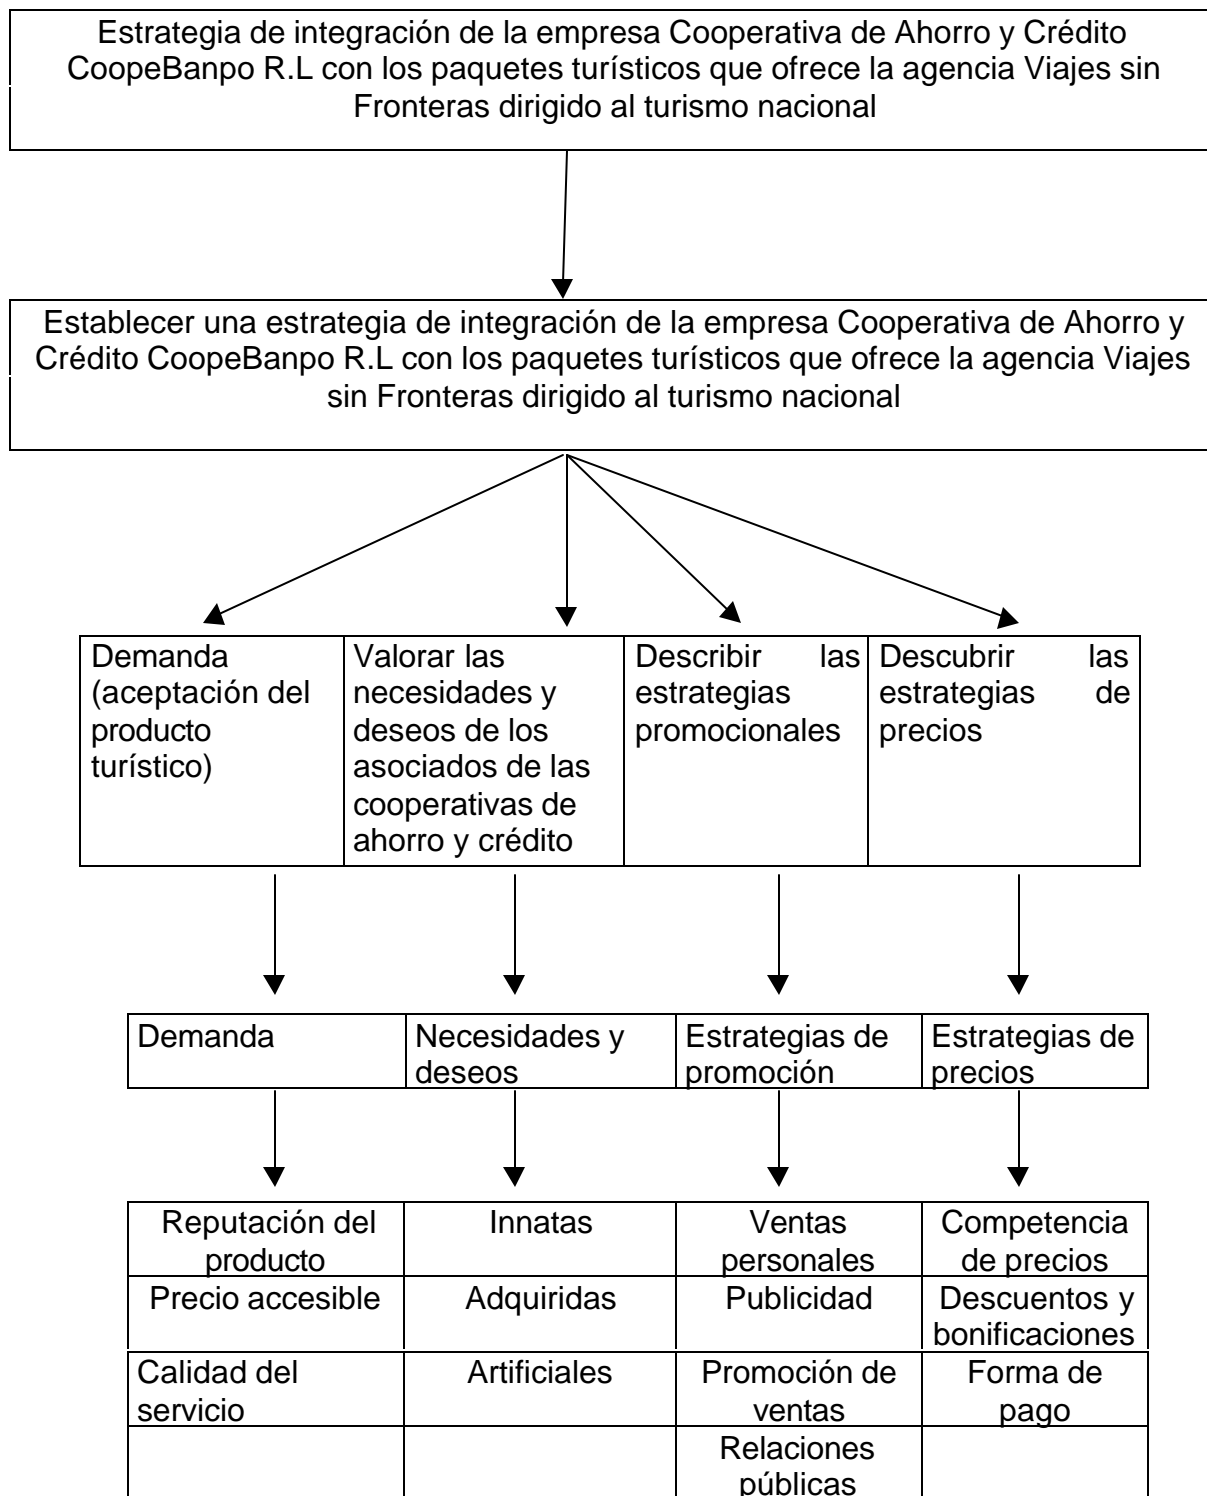 Estrategia de integración de la empresa Cooperativa de Ahorro y Crédito
CoopeBanpo R.L con los paquetes turísticos que ofrece la agencia Viajes sin
Fronteras dirigido al turismo nacional
Establecer una estrategia de integración de la empresa Cooperativa de Ahorro y
Crédito CoopeBanpo R.L con los paquetes turísticos que ofrece la agencia Viajes
sin Fronteras dirigido al turismo nacional
Demanda
(aceptación del
producto
turístico)
Valorar las
necesidades y
deseos de los
asociados de las
cooperativas de
ahorro y crédito
Describir las
estrategias
promocionales
Descubrir las
estrategias de
precios
Demanda
Necesidades y
deseos
Estrategias de
promoción
Estrategias de
precios
Reputación del
producto
Innatas
Ventas
personales
Competencia
de precios
Precio accesible
Adquiridas
Publicidad
Descuentos y
bonificaciones
Calidad del
servicio
Artificiales
Promoción de
ventas
Forma de
pago
Relaciones
públicas